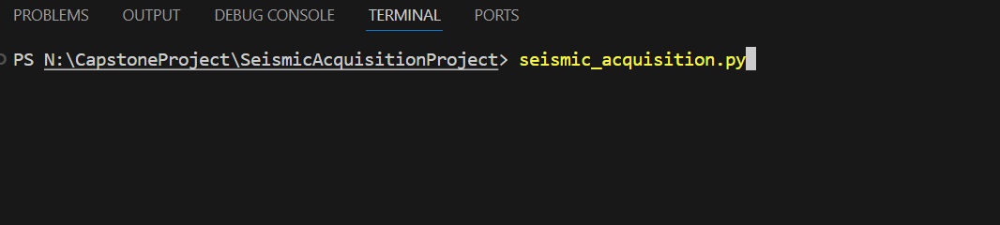 PROBLEMS OUTPUT DEBUG CONSOLE TERMINAL PORTS
PS N:\CapstoneProject\SeismicAcquisitionProject> seismic_acquisition.py